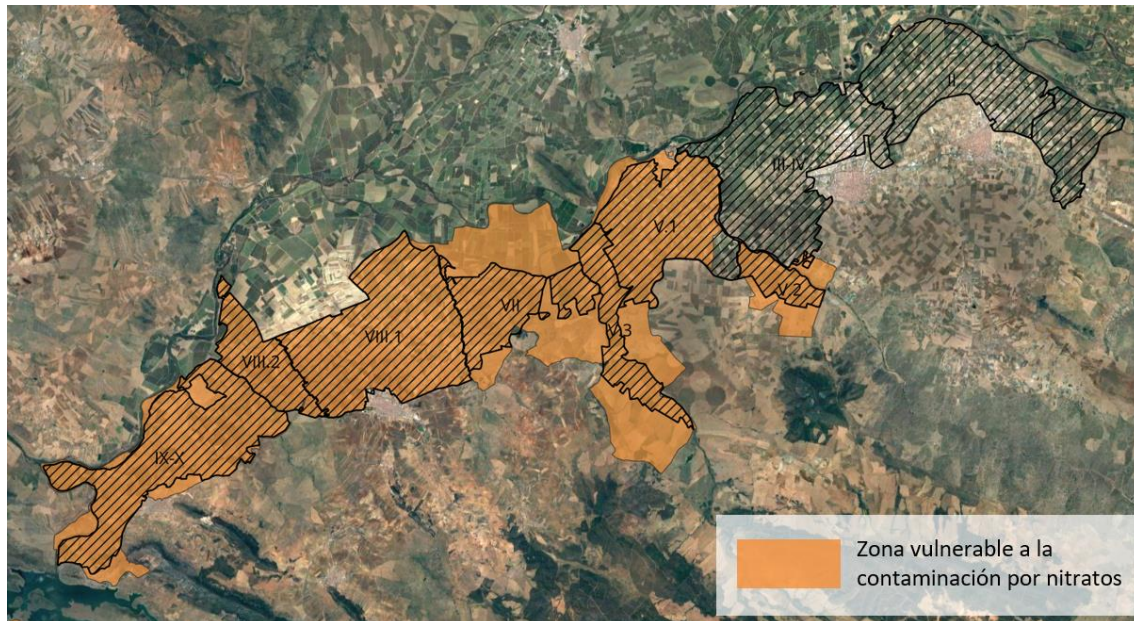 II
I
III-IV
V.1
V.2
VII
V.3
VIII.1
VIII.2
IX-X
Zona vulnerable a la
contaminación por nitratos